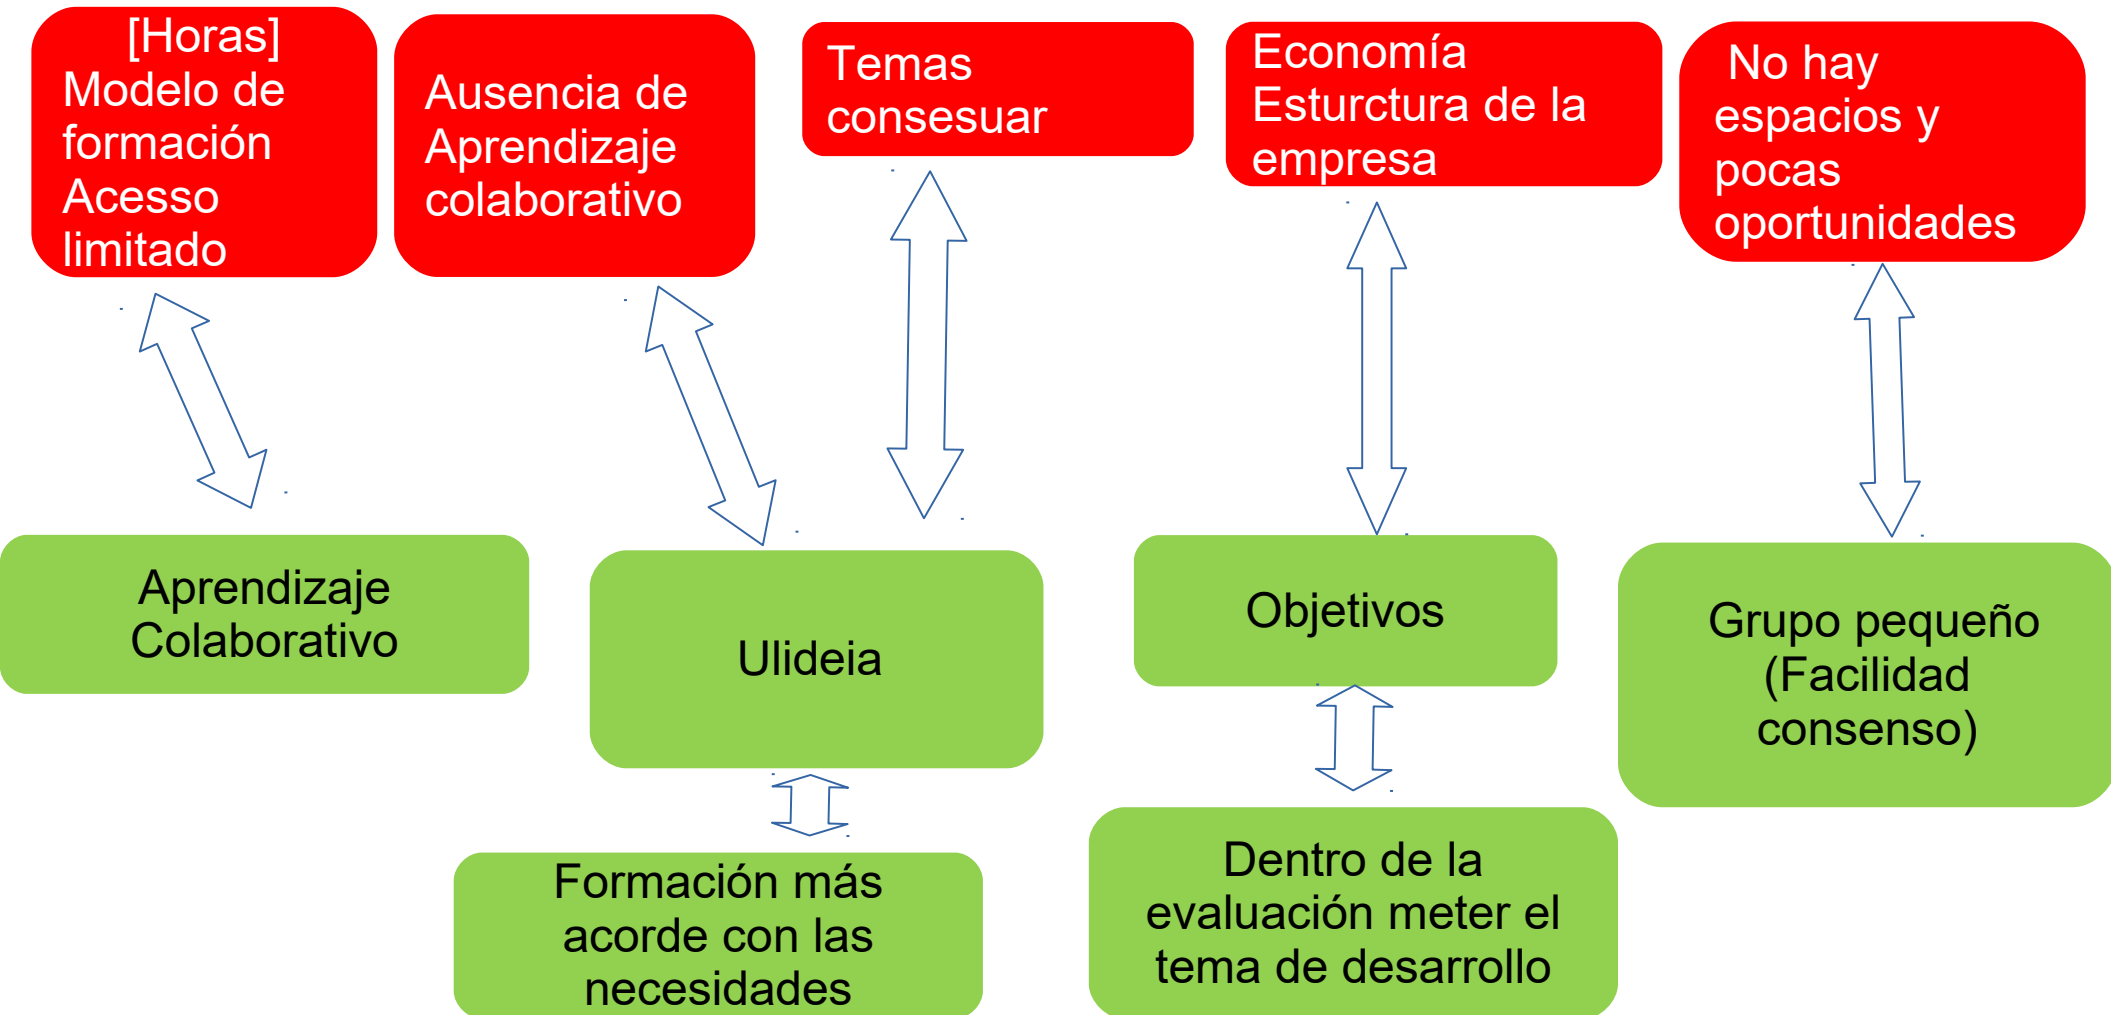 [Horas]
Modelo de
formación
Acesso
limitado
Ausencia de
Aprendizaje
colaborativo
Temas
consesuar
Economía
Esturctura de la
empresa
No hay
espacios y
pocas
oportunidades
Aprendizaje
Colaborativo
Ulideia
Objetivos
Grupo pequeño
(Facilidad
consenso)
Formación más
acorde con las
necesidades
Dentro de la
evaluación meter el
tema de desarrollo